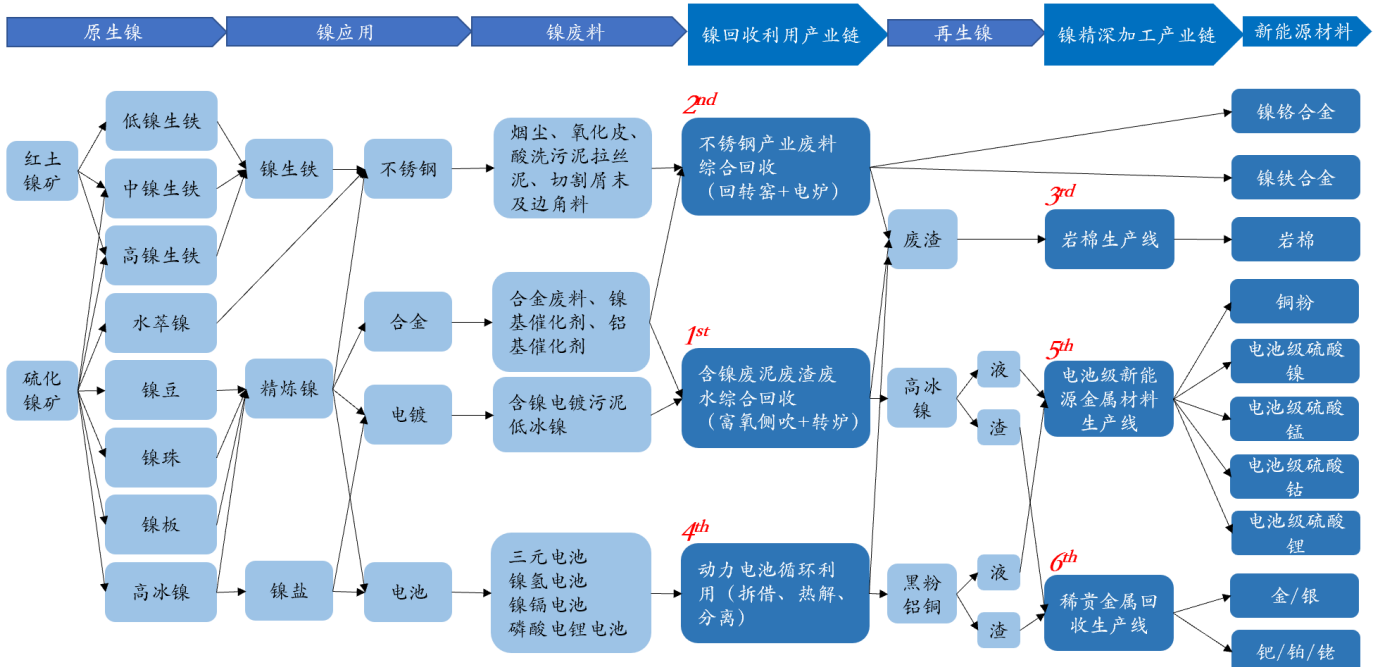 原生镍
镍应用
镍废料
镍回收利用产业链
再生镍
镍精深加工产业链
新能源材料
红土
镍矿
硫化
镍矿
低镍生铁
中镍生铁
高镍生铁
水萃镍
镍豆
镍珠
镍板
高冰镍
镍生铁
精炼镍
镍盐
不锈钢
合金
电镀
电池
烟尘、氧化皮、
酸洗污泥拉丝
泥、切割屑末
及边角料
合金废料、镍
基催化剂、铝
基催化剂
含镍电镀污泥
低冰镍
三元电池
镍氢电池
镍镉电池
磷酸电锂电池
2nd
不锈钢产业废料
综合回收
（回转窑+电炉）
1st
含镍废泥废渣废
水综合回收
（富氧侧吹+转炉）
4th
动力电池循环利
用（拆借、热解、
分离）
废渣
高冰
镍
液
渣
黑粉
铝铜
液
渣
3rd
岩棉生产线
5th
电池级新能
源金属材料
生产线
6th
稀贵金属回
收生产线
镍铬合金
镍铁合金
岩棉
铜粉
电池级硫酸
镍
电池级硫酸
锰
电池级硫酸
钴
电池级硫酸
锂
金/银
钯/铂/铑